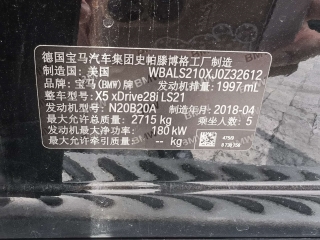 德国宝马汽车集团史帕滕博格工厂制造
制造国：美国 WBALS210XJ0Z32612
品牌：宝马(BMW)牌 发动机排量：1997 mL
型号：X5 xDrive28i LS21
发动机型号：N20B20A 制造年月：2018-04
最大允许总质量：2715 kg 乘坐人数：5
发动机最大净功率：180 kW
最大允许牵引质量：-- kg